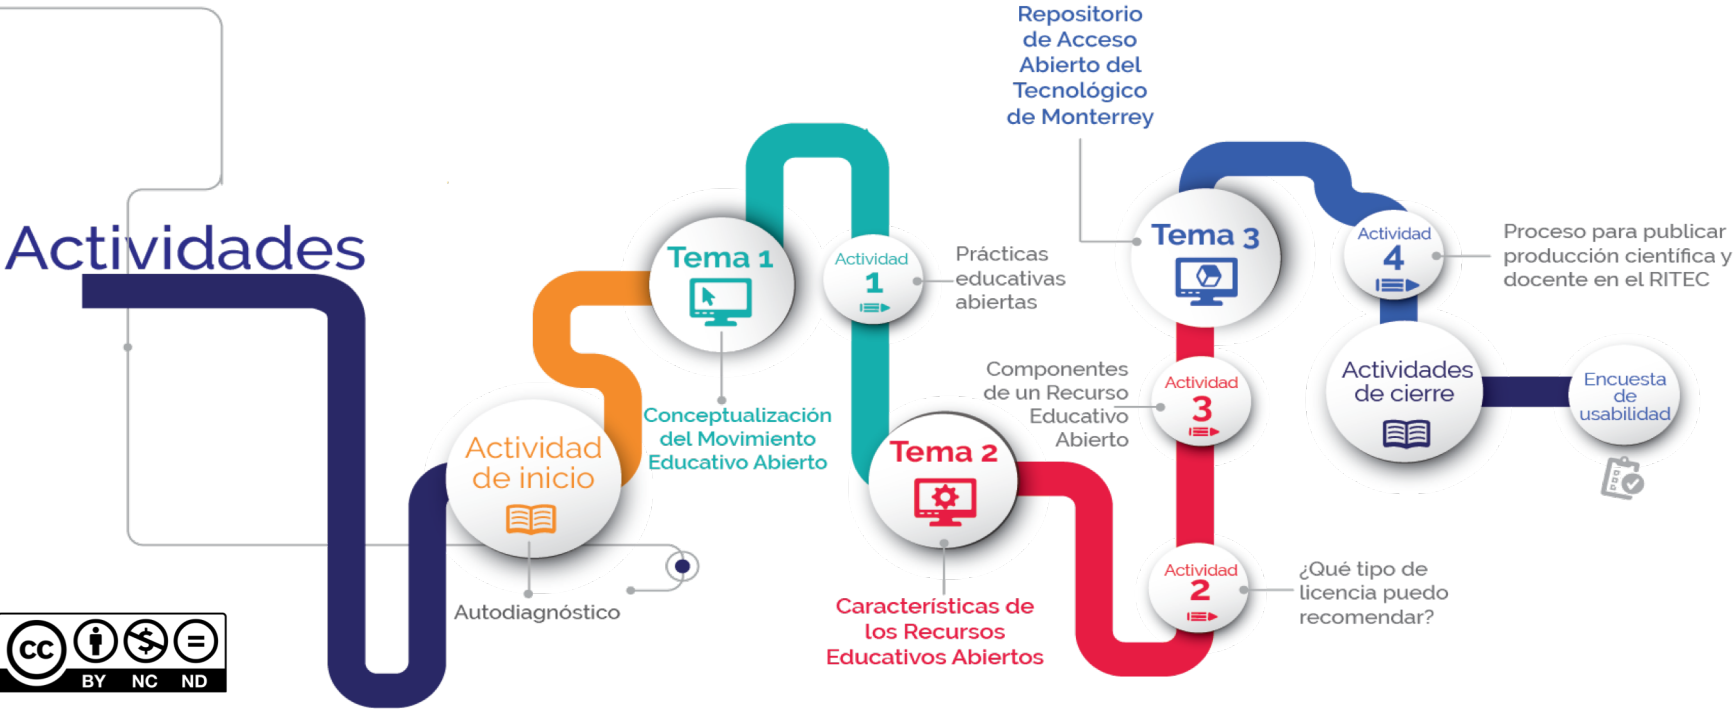 Actividades
Actividad
de inicio
Autodiagnóstico
Tema 1
Conceptualización
del Movimiento
Educativo Abierto
Actividad
1
Prácticas
educativas
abiertas
Tema 2
Características de
los Recursos
Educativos Abiertos
Actividad
2
¿Qué tipo de
licencia puedo
recomendar?
Actividad
3
Componentes
de un Recurso
Educativo
Abierto
Tema 3
Repositorio
de Acceso
Abierto del
Tecnológico
de Monterrey
Actividad
4
Proceso para publicar
producción científica y
docente en el RITEC
Actividades
de cierre
Encuesta
de
usabilidad
cc
BY NC ND